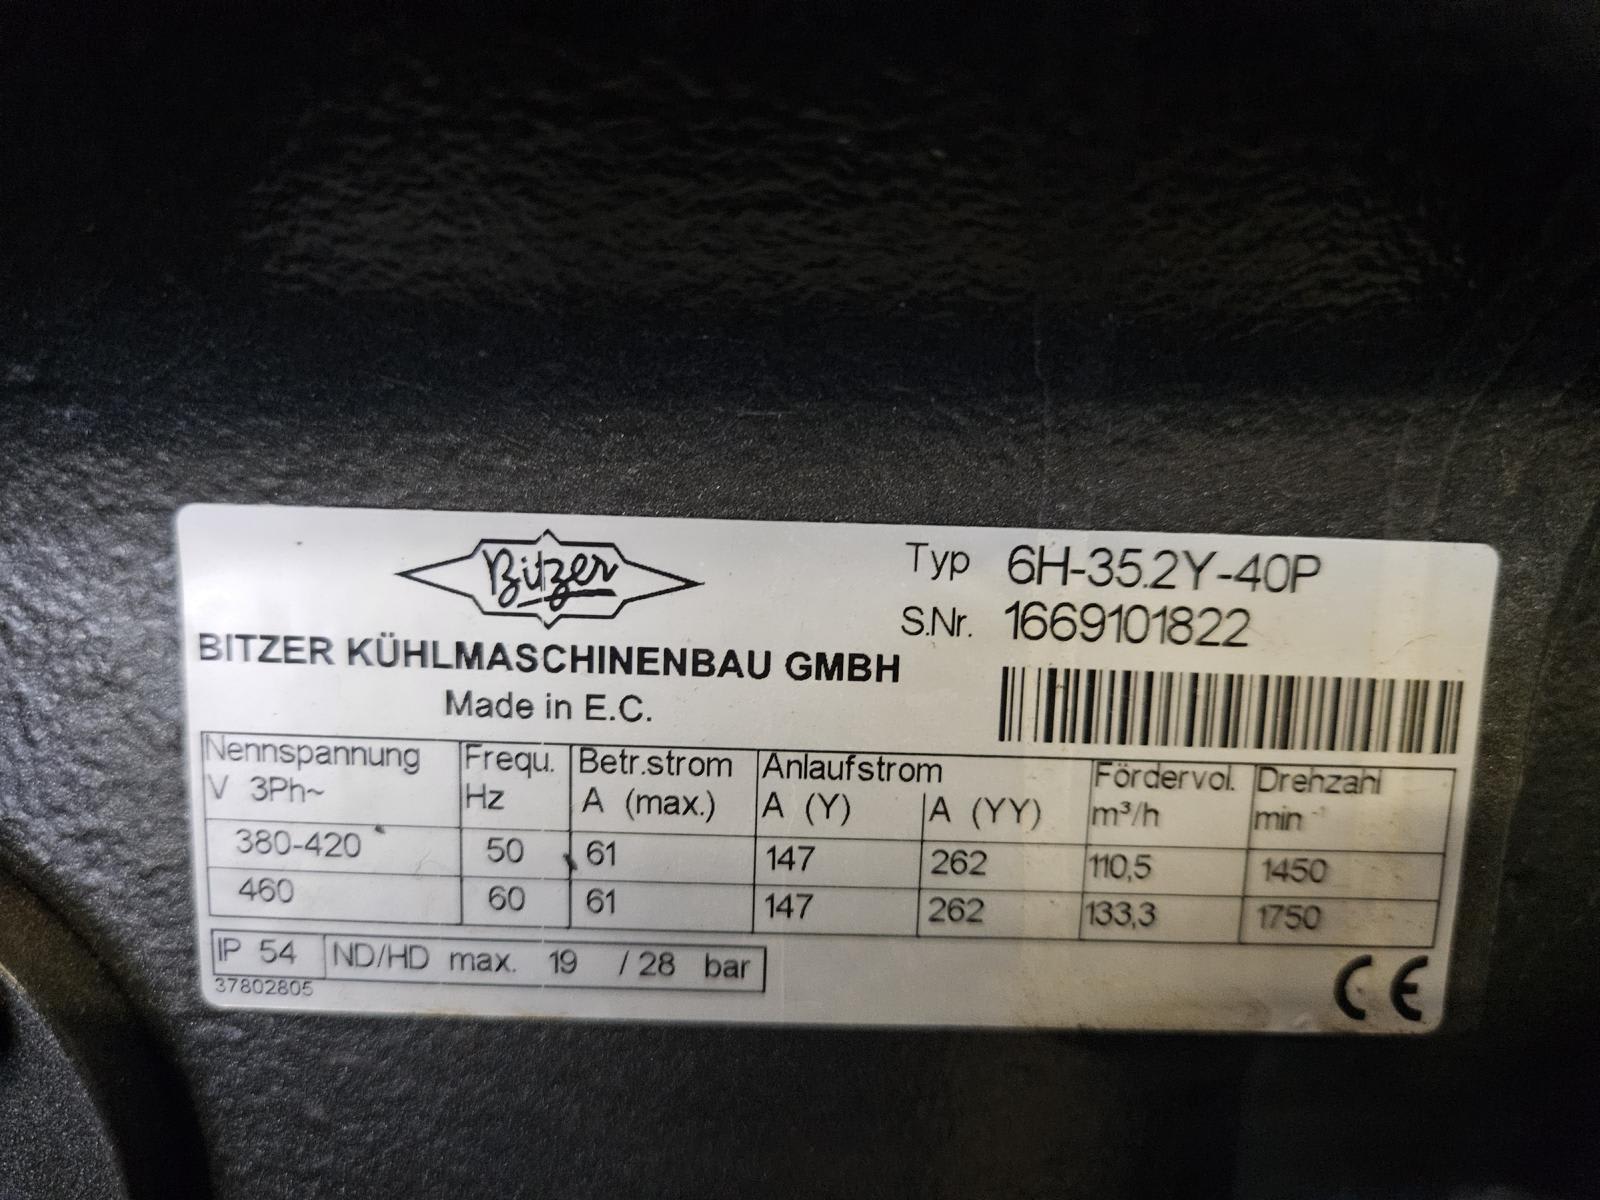 Bitzer
Typ 6H-35.2Y-40P
S.Nr. 1669101822
BITZER KÜHLMASCHINENBAU GMBH
Made in E.C.
Nennspannung Frequ. Betr.strom Anlaufstrom Fördervol. Drehzahl
V 3Ph~ Hz A (max.) A (Y) A (YY) m³/h min⁻¹
380-420 50 61 147 262 110,5 1450
460 60 61 147 262 133,3 1750
IP 54 ND/HD max. 19 / 28 bar
37802805
CE